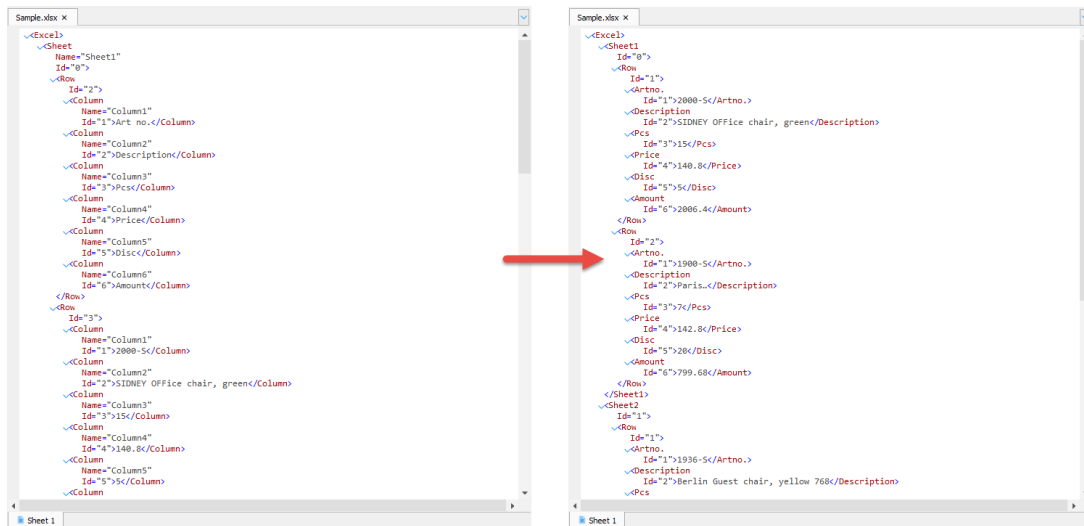 Sample.xlsx ×
<Excel>
<Sheet
Name="Sheet1"
Id="0">
<Row
Id="2">
<Column
Name="Column1"
Id="1">Art no.</Column>
<Column
Name="Column2"
Id="2">Description</Column>
<Column
Name="Column3"
Id="3">Pcs</Column>
<Column
Name="Column4"
Id="4">Price</Column>
<Column
Name="Column5"
Id="5">Disc</Column>
<Column
Name="Column6"
Id="6">Amount</Column>
</Row>
<Row
Id="3">
<Column
Name="Column1"
Id="1">2000-S</Column>
<Column
Name="Column2"
Id="2">SIDNEY OFfice chair, green</Column>
<Column
Name="Column3"
Id="3">15</Column>
<Column
Name="Column4"
Id="4">140.8</Column>
<Column
Name="Column5"
Id="5">5</Column>
<Column
Sheet 1
Sample.xlsx ×
<Excel>
<Sheet1
Id="0">
<Row
Id="1">
<Artno.
Id="1">2000-S</Artno.>
<Description
Id="2">SIDNEY OFfice chair, green</Description>
<Pcs
Id="3">15</Pcs>
<Price
Id="4">140.8</Price>
<Disc
Id="5">5</Disc>
<Amount
Id="6">2006.4</Amount>
</Row>
<Row
Id="2">
<Artno.
Id="1">1900-S</Artno.>
<Description
Id="2">Paris…</Description>
<Pcs
Id="3">7</Pcs>
<Price
Id="4">142.8</Price>
<Disc
Id="5">20</Disc>
<Amount
Id="6">799.68</Amount>
</Row>
</Sheet1>
<Sheet2
Id="1">
<Row
Id="1">
<Artno.
Id="1">1936-S</Artno.>
<Description
Id="2">Berlin Guest chair, yellow 768</Description>
<Pcs
Sheet 1